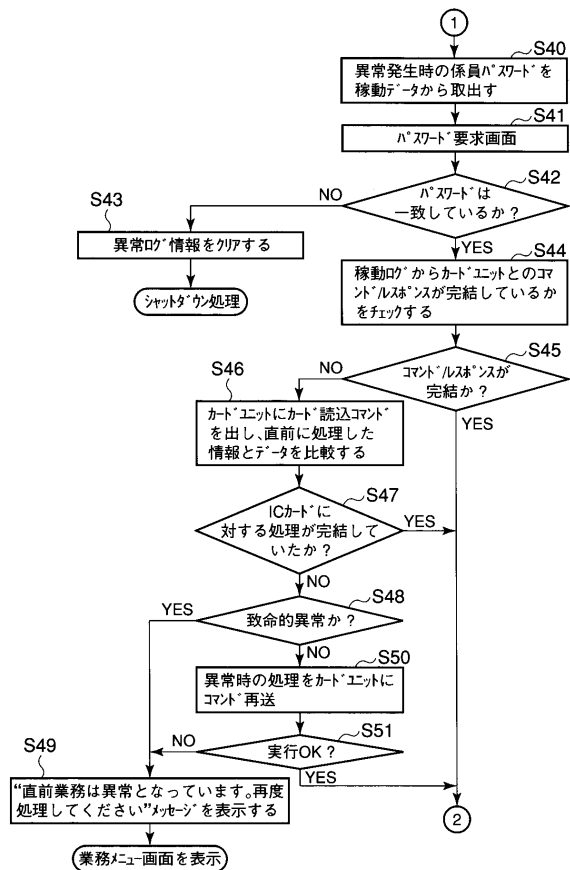 1
S40
異常発生時の係員パスワードを
稼動データから取出す
S41
パスワード要求画面
S42
パスワードは
一致しているか？
NO
YES
S43
異常ログ情報をクリアする
シャットダウン処理
S44
稼動ログからカードユニットとのコマ
ンド/レスポンスが完結しているか
をチェックする
S45
コマンド/レスポンスが
完結か？
NO
YES
S46
カードユニットにカード読込コマンド
を出し、直前に処理した
情報とデータを比較する
S47
ICカードに
対する処理が完結して
いたか？
YES
NO
S48
致命的異常か？
YES
NO
S50
異常時の処理をカードユニットに
コマンド再送
S51
実行OK？
NO
YES
S49
“直前業務は異常となっています。再度
処理してください”メッセージを表示する
業務メニュー画面を表示
2